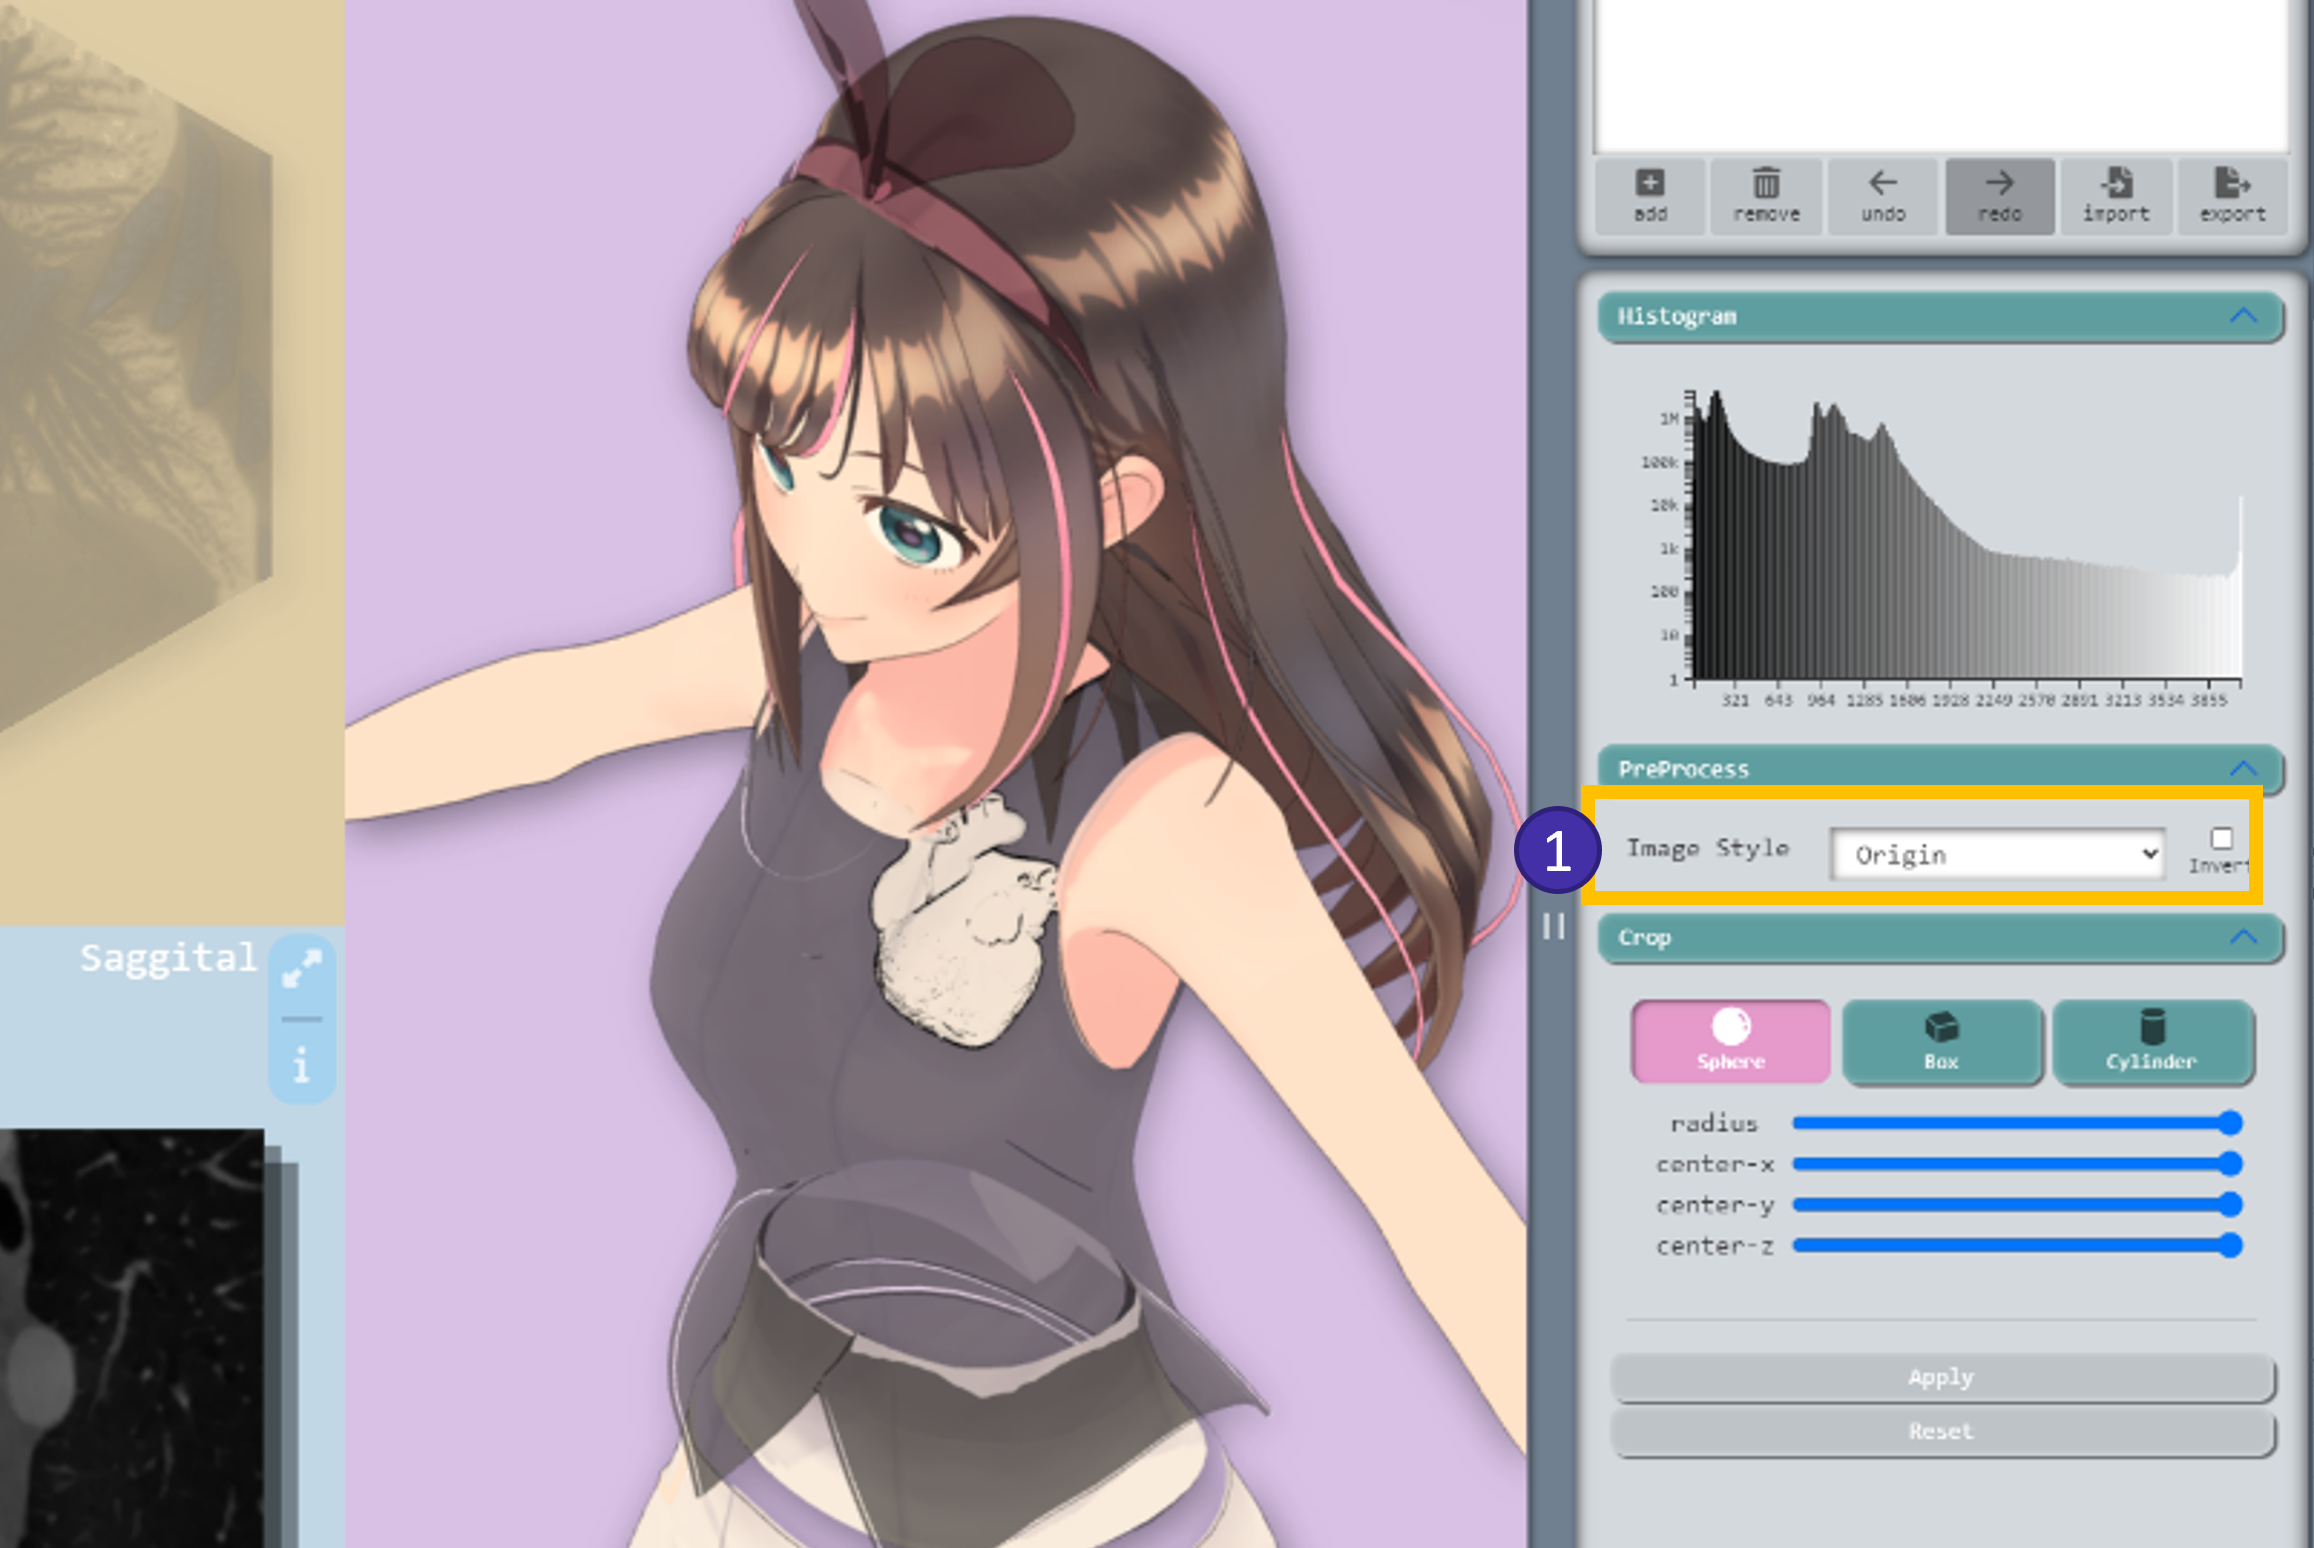 add remove undo redo import export
Histogram
1M
100k
10k
1k
100
10
1
321 643 964 1285 1606 1928 2249 2570 2891 3213 3534 3855
PreProcess
1
Image Style Origin Invert
Crop
Saggital
i
Sphere Box Cylinder
radius
center-x
center-y
center-z
Apply
Reset